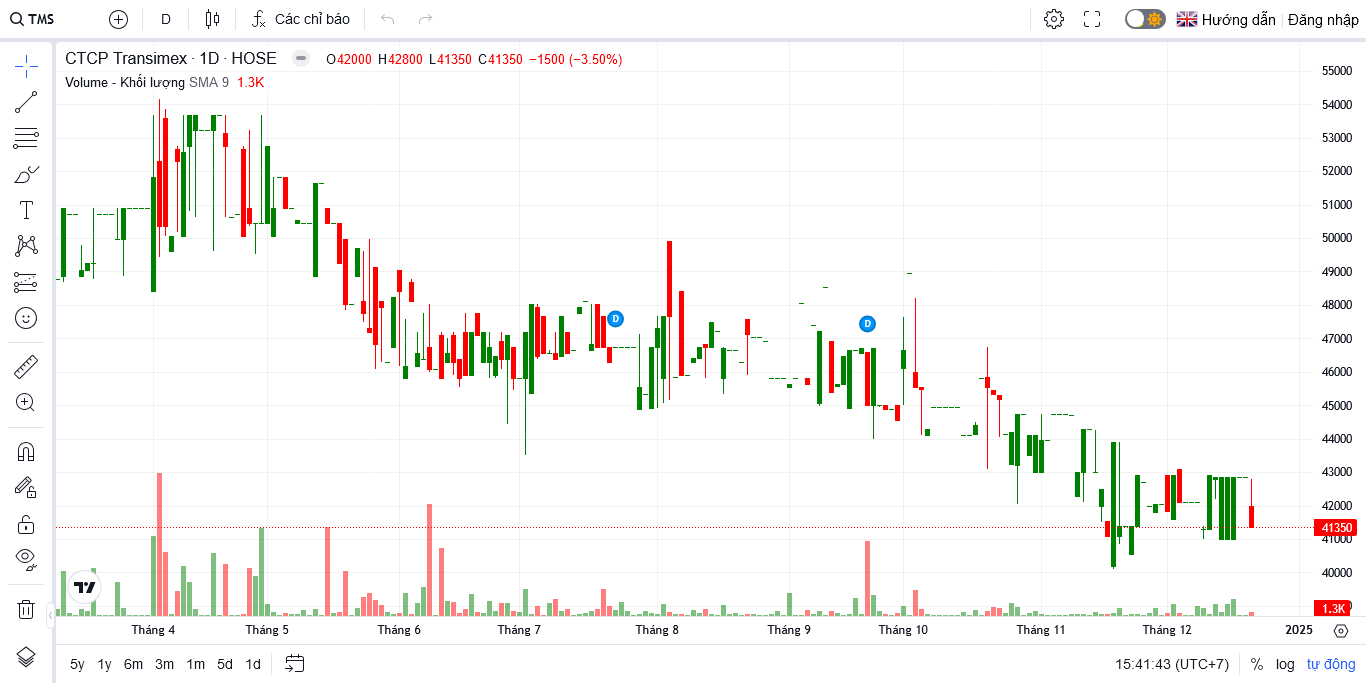 TMS
D
Các chỉ báo
Hướng dẫn
Đăng nhập
CTCP Transimex · 1D · HOSE
O42000 H42800 L41350 C41350 −1500 (−3.50%)
Volume - Khối lượng SMA 9 1.3K
55000
54000
53000
52000
51000
50000
49000
48000
47000
46000
45000
44000
43000
42000
41350
41000
40000
1.3K
D
D
Tháng 4
Tháng 5
Tháng 6
Tháng 7
Tháng 8
Tháng 9
Tháng 10
Tháng 11
Tháng 12
2025
5y 1y 6m 3m 1m 5d 1d
15:41:43 (UTC+7) % log tự động